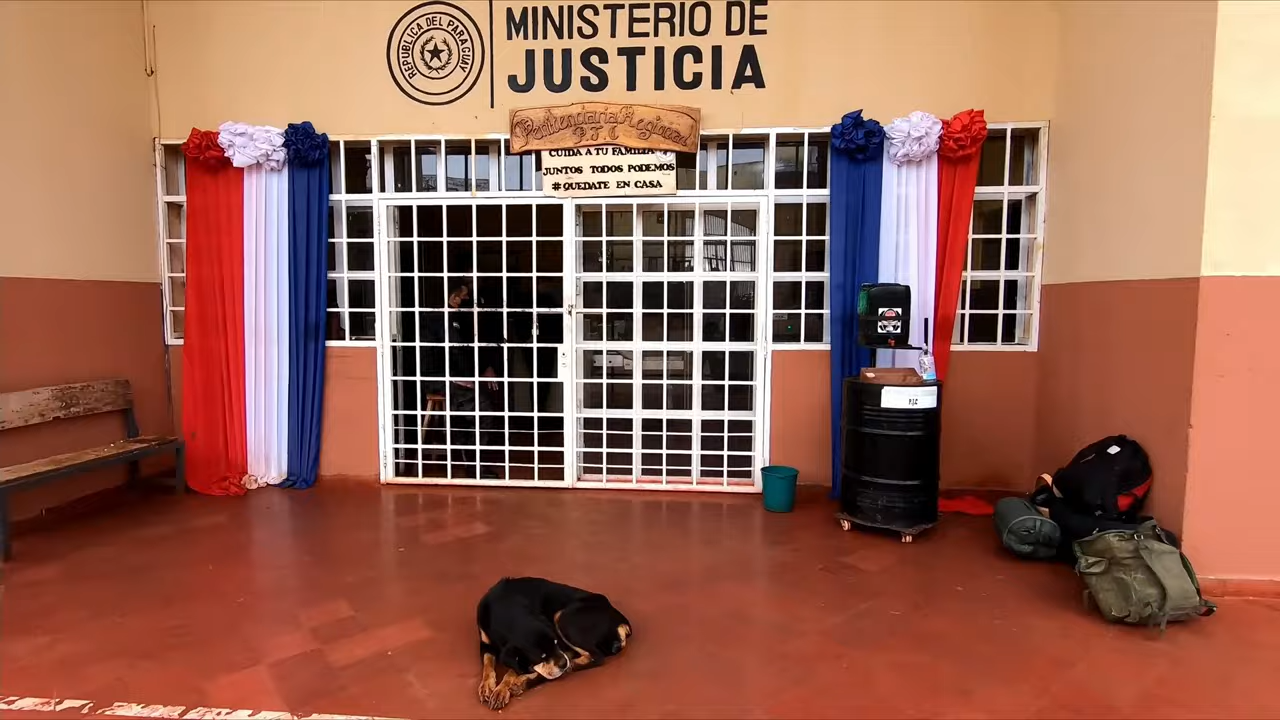 REPUBLICA DEL PARAGUAY
MINISTERIO DE
JUSTICIA
Penitenciaria Regional
P.J.C
CUIDA A TU FAMILIA
JUNTOS TODOS PODEMOS
# QUEDATE EN CASA